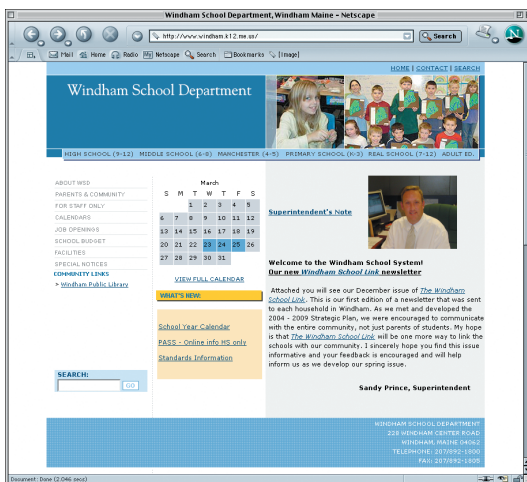 Windham School Department, Windham Maine - Netscape
http://www.windham.k12.me.us/
Search
Mail Home Radio Netscape Search Bookmarks [Image]
HOME | CONTACT | SEARCH
Windham School Department
HIGH SCHOOL (9-12) MIDDLE SCHOOL (6-8) MANCHESTER (4-5) PRIMARY SCHOOL (K-3) REAL SCHOOL (7-12) ADULT ED.
ABOUT WSD
PARENTS & COMMUNITY
FOR STAFF ONLY
CALENDARS
JOB OPENINGS
SCHOOL BUDGET
FACILITIES
SPECIAL NOTICES
COMMUNITY LINKS
» Windham Public Library
SEARCH:
GO
March
S M T W T F S
1 2 3 4 5
6 7 8 9 10 11 12
13 14 15 16 17 18 19
20 21 22 23 24 25 26
27 28 29 30 31
VIEW FULL CALENDAR
WHAT'S NEW:
School Year Calendar
PASS - Online info HS only
Standards Information
Superintendent's Note
Welcome to the Windham School System!
Our new Windham School Link newsletter
Attached you will see our December issue of The Windham
School Link. This is our first edition of a newsletter that was sent
to each household in Windham. As we met and developed the
2004 - 2009 Strategic Plan, we were encouraged to communicate
with the entire community, not just parents of students. My hope
is that The Windham School Link will be one more way to link the
schools with our community. I sincerely hope you find this issue
informative and your feedback is encouraged and will help
inform us as we develop our spring issue.
Sandy Prince, Superintendent
WINDHAM SCHOOL DEPARTMENT
228 WINDHAM CENTER ROAD
WINDHAM, MAINE 04062
TELEPHONE: 207/892-1800
FAX: 207/892-1805
Document: Done (2.046 secs)